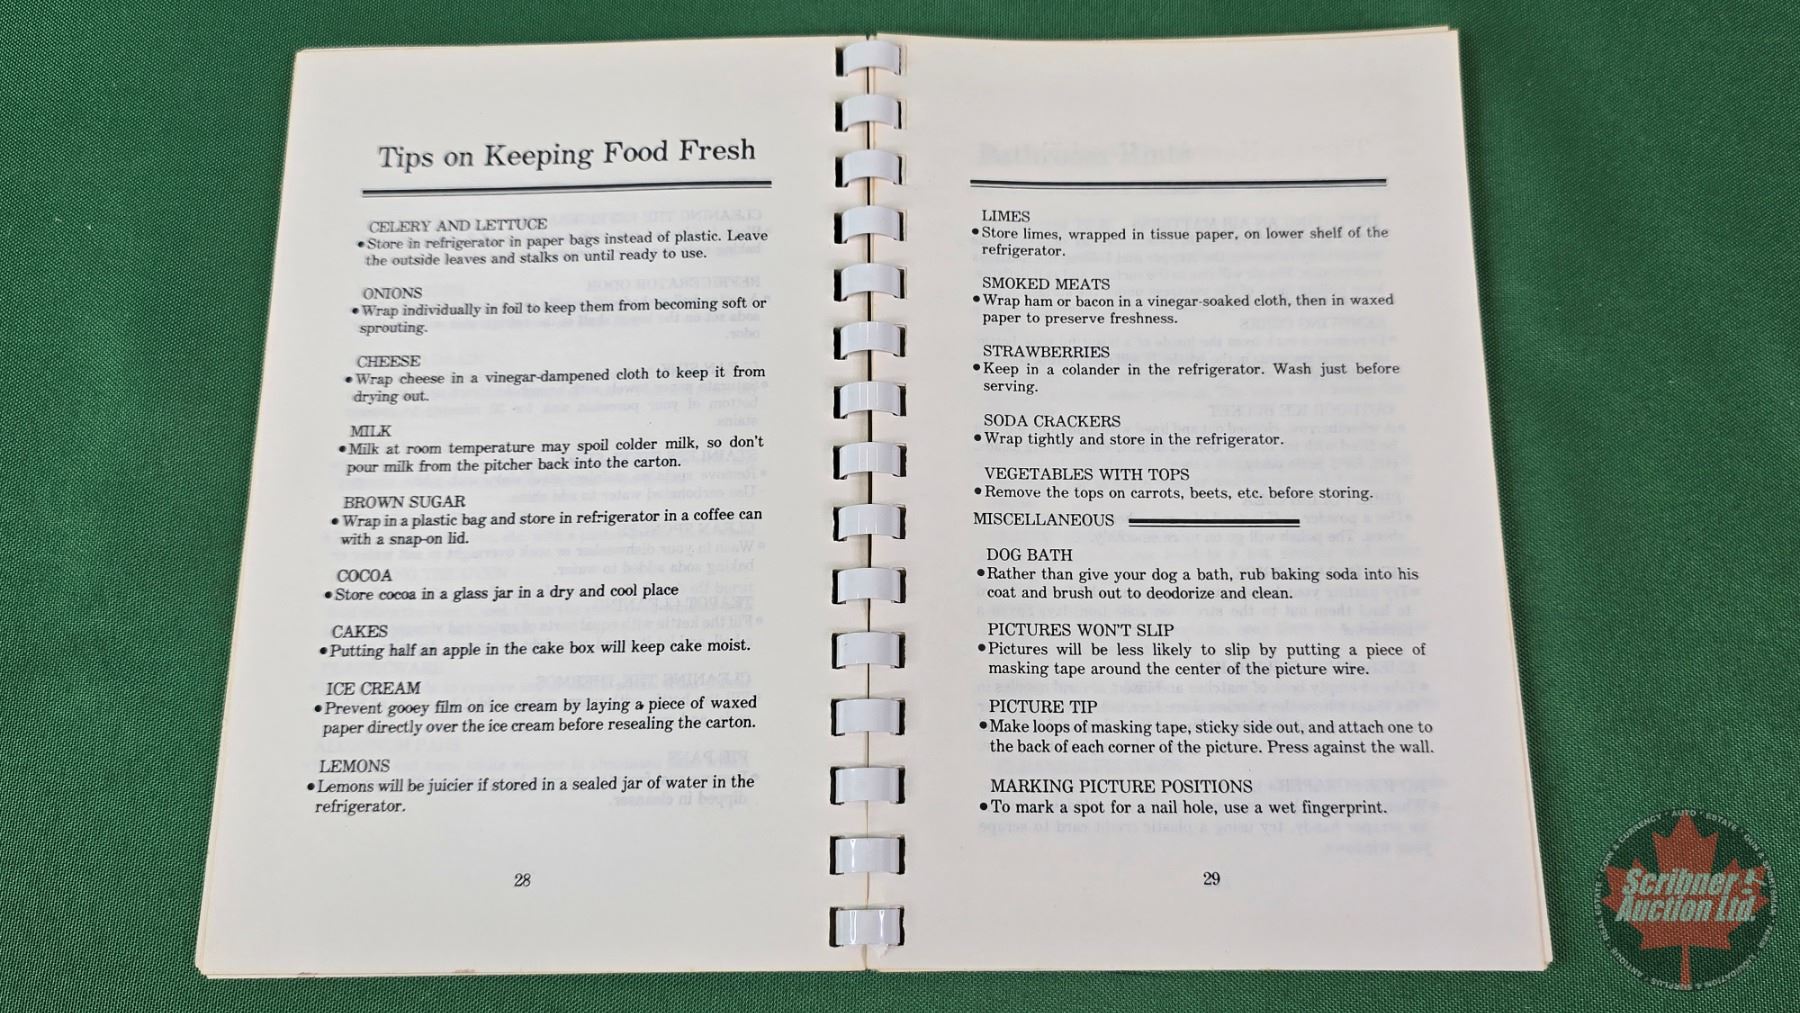 Tips on Keeping Food Fresh
CELERY AND LETTUCE
•Store in refrigerator in paper bags instead of plastic. Leave
the outside leaves and stalks on until ready to use.
ONIONS
•Wrap individually in foil to keep them from becoming soft or
sprouting.
CHEESE
•Wrap cheese in a vinegar-dampened cloth to keep it from
drying out.
MILK
•Milk at room temperature may spoil colder milk, so don't
pour milk from the pitcher back into the carton.
BROWN SUGAR
•Wrap in a plastic bag and store in refrigerator in a coffee can
with a snap-on lid.
COCOA
•Store cocoa in a glass jar in a dry and cool place
CAKES
•Putting half an apple in the cake box will keep cake moist.
ICE CREAM
•Prevent gooey film on ice cream by laying a piece of waxed
paper directly over the ice cream before resealing the carton.
LEMONS
•Lemons will be juicier if stored in a sealed jar of water in the
refrigerator.
28
LIMES
•Store limes, wrapped in tissue paper, on lower shelf of the
refrigerator.
SMOKED MEATS
•Wrap ham or bacon in a vinegar-soaked cloth, then in waxed
paper to preserve freshness.
STRAWBERRIES
•Keep in a colander in the refrigerator. Wash just before
serving.
SODA CRACKERS
•Wrap tightly and store in the refrigerator.
VEGETABLES WITH TOPS
•Remove the tops on carrots, beets, etc. before storing.
MISCELLANEOUS
DOG BATH
•Rather than give your dog a bath, rub baking soda into his
coat and brush out to deodorize and clean.
PICTURES WON'T SLIP
•Pictures will be less likely to slip by putting a piece of
masking tape around the center of the picture wire.
PICTURE TIP
•Make loops of masking tape, sticky side out, and attach one to
the back of each corner of the picture. Press against the wall.
MARKING PICTURE POSITIONS
•To mark a spot for a nail hole, use a wet fingerprint.
29
Scribner
Auction Ltd.